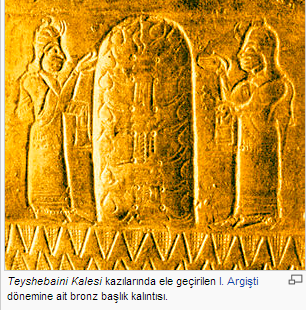 Teyshebaini Kalesi kazılarında ele geçirilen I. Argişti
dönemine ait bronz başlık kalıntısı.